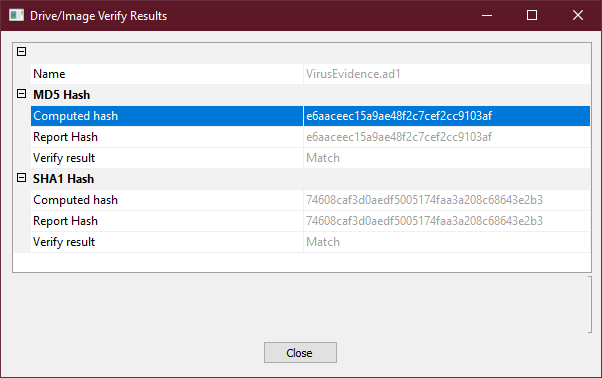 Drive/Image Verify Results
Name VirusEvidence.ad1
MD5 Hash
Computed hash e6aaceec15a9ae48f2c7cef2cc9103af
Report Hash e6aaceec15a9ae48f2c7cef2cc9103af
Verify result Match
SHA1 Hash
Computed hash 74608caf3d0aedf5005174faa3a208c68643e2b3
Report Hash 74608caf3d0aedf5005174faa3a208c68643e2b3
Verify result Match
Close